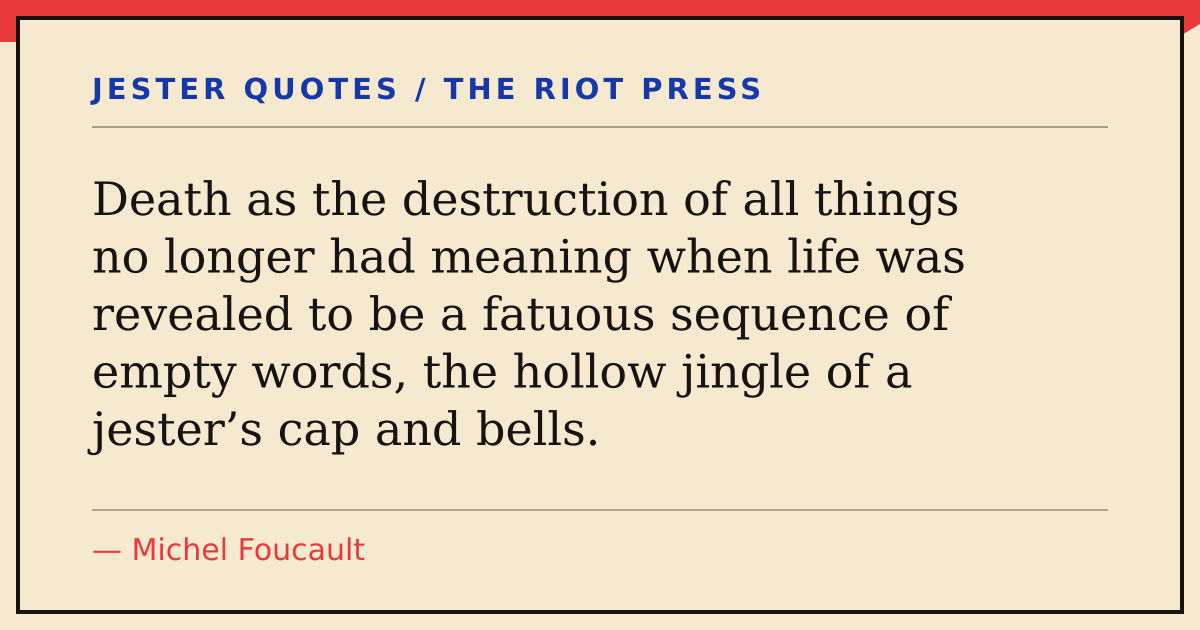 JESTER QUOTES / THE RIOT PRESS
Death as the destruction of all things
no longer had meaning when life was
revealed to be a fatuous sequence of
empty words, the hollow jingle of a
jester’s cap and bells.
— Michel Foucault